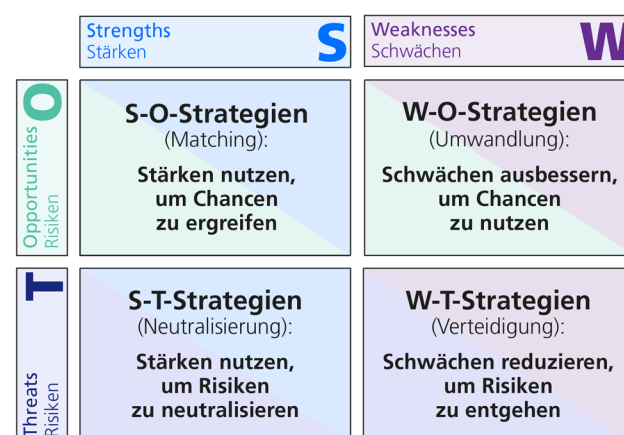 Strengths
Stärken
S
Weaknesses
Schwächen
W
Opportunities
Risiken
O
S-O-Strategien
(Matching):
Stärken nutzen,
um Chancen
zu ergreifen
W-O-Strategien
(Umwandlung):
Schwächen ausbessern,
um Chancen
zu nutzen
Threats
Risiken
T
S-T-Strategien
(Neutralisierung):
Stärken nutzen,
um Risiken
zu neutralisieren
W-T-Strategien
(Verteidigung):
Schwächen reduzieren,
um Risiken
zu entgehen